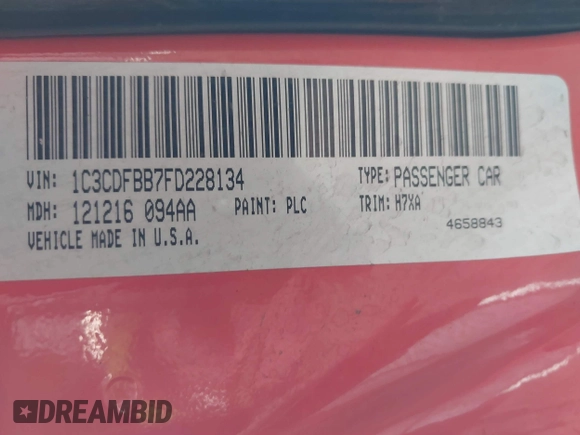 VIN: 1C3CDFBB7FD228134 TYPE: PASSENGER CAR
MDH: 121216 094AA PAINT: PLC TRIM: H7XA
VEHICLE MADE IN U.S.A. 4658843
DREAMBID